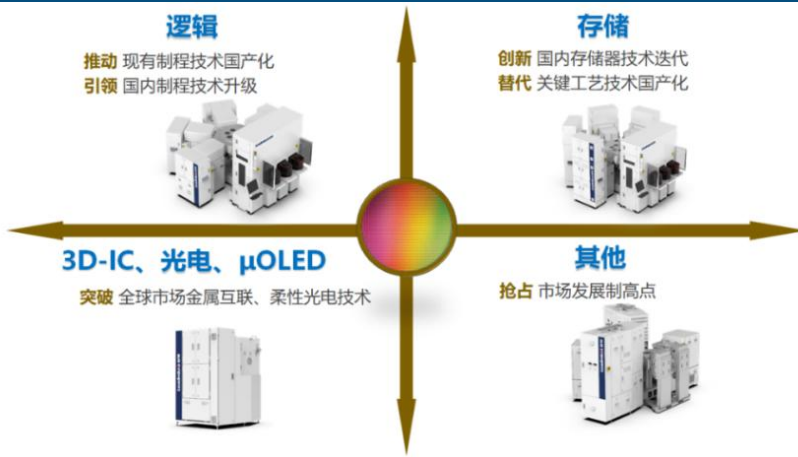 逻辑
推动 现有制程技术国产化
引领 国内制程技术升级
存储
创新 国内存储器技术迭代
替代 关键工艺技术国产化
3D-IC、光电、μOLED
突破 全球市场金属互联、柔性光电技术
其他
抢占 市场发展制高点